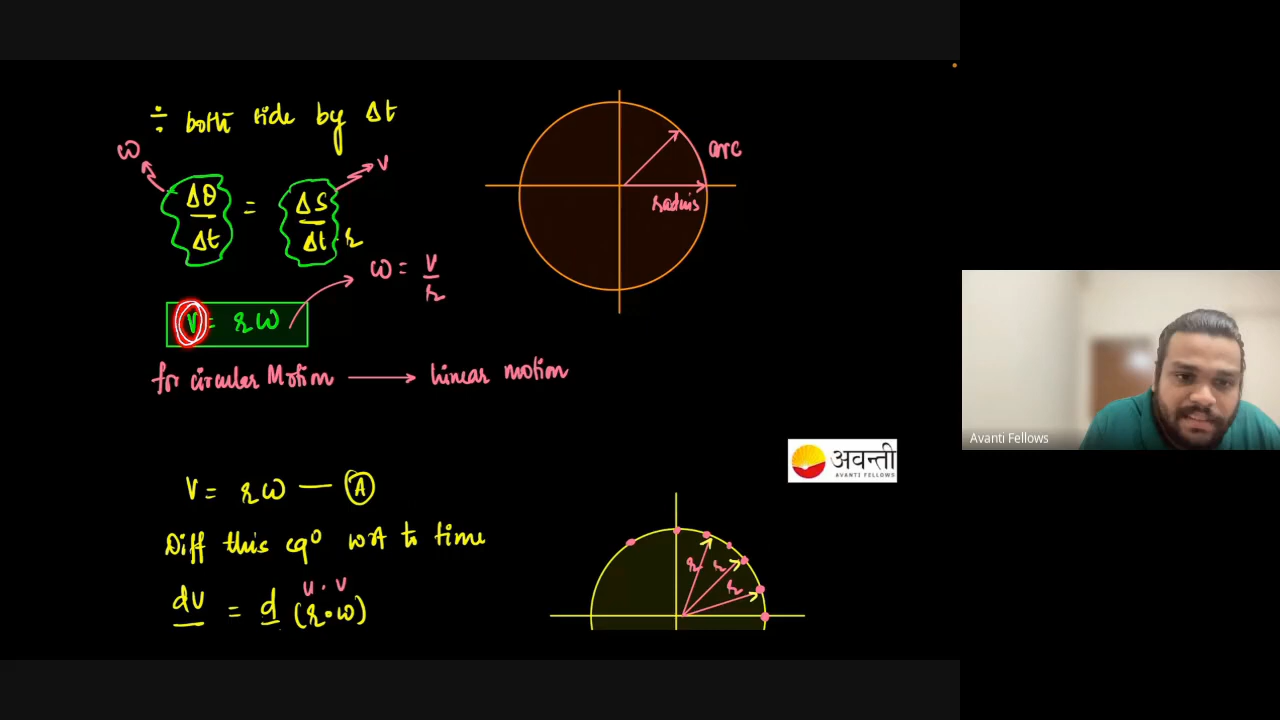 ÷ both side by Δt
ω
v
Δθ/Δt = ΔS/Δt·r
ω = v/r
V = rω
for circular Motion ⟶ linear motion
arc
radius
V = rω — Ⓐ
Diff this eqⁿ wrt to time
u · v
dv = d (r·ω)
r r r
अवन्ती
AVANTI FELLOWS
Avanti Fellows